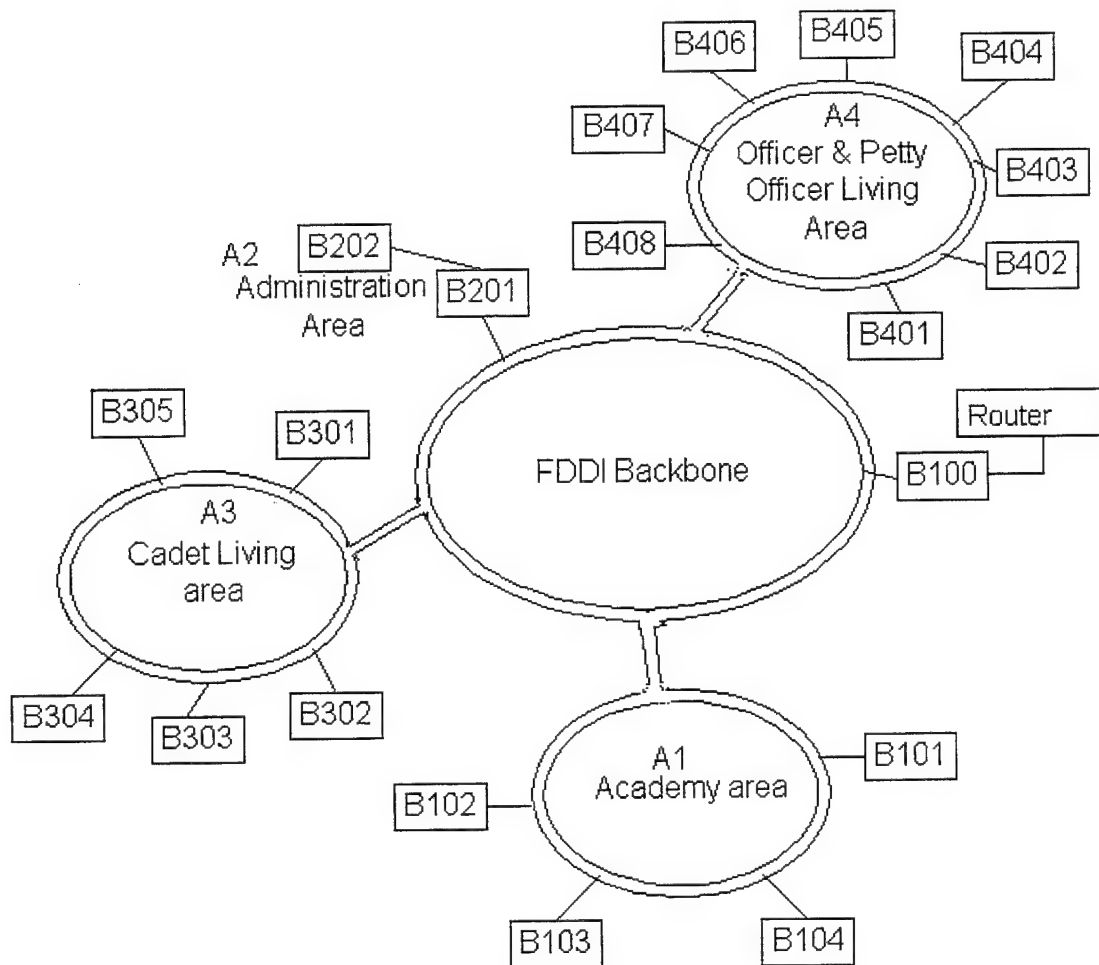 B406
B405
B404
B407
A4
Officer & Petty
Officer Living
Area
B403
B408
B402
B401
A2
Administration
Area
B202
B201
Router
FDDI Backbone
B100
B305
B301
A3
Cadet Living
area
B304
B303
B302
A1
Academy area
B101
B102
B103
B104